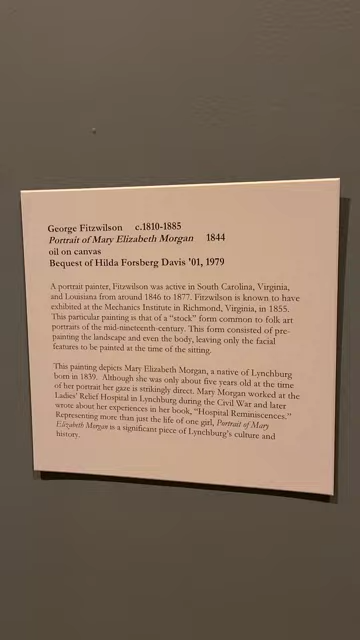 George Fitzwilson c.1810-1885
Portrait of Mary Elizabeth Morgan 1844
oil on canvas
Bequest of Hilda Forsberg Davis '01, 1979
A portrait painter, Fitzwilson was active in South Carolina, Virginia,
and Louisiana from around 1846 to 1877. Fitzwilson is known to have
exhibited at the Mechanics Institute in Richmond, Virginia, in 1855.
This particular painting is that of a "stock" form common to folk art
portraits of the mid-nineteenth-century. This form consisted of pre-
painting the landscape and even the body, leaving only the facial
features to be painted at the time of the sitting.
This painting depicts Mary Elizabeth Morgan, a native of Lynchburg
born in 1839. Although she was only about five years old at the time
of her portrait her gaze is strikingly direct. Mary Morgan worked at the
Ladies' Relief Hospital in Lynchburg during the Civil War and later
wrote about her experiences in her book, "Hospital Reminiscences."
Representing more than just the life of one girl, Portrait of Mary
Elizabeth Morgan is a significant piece of Lynchburg's culture and
history.